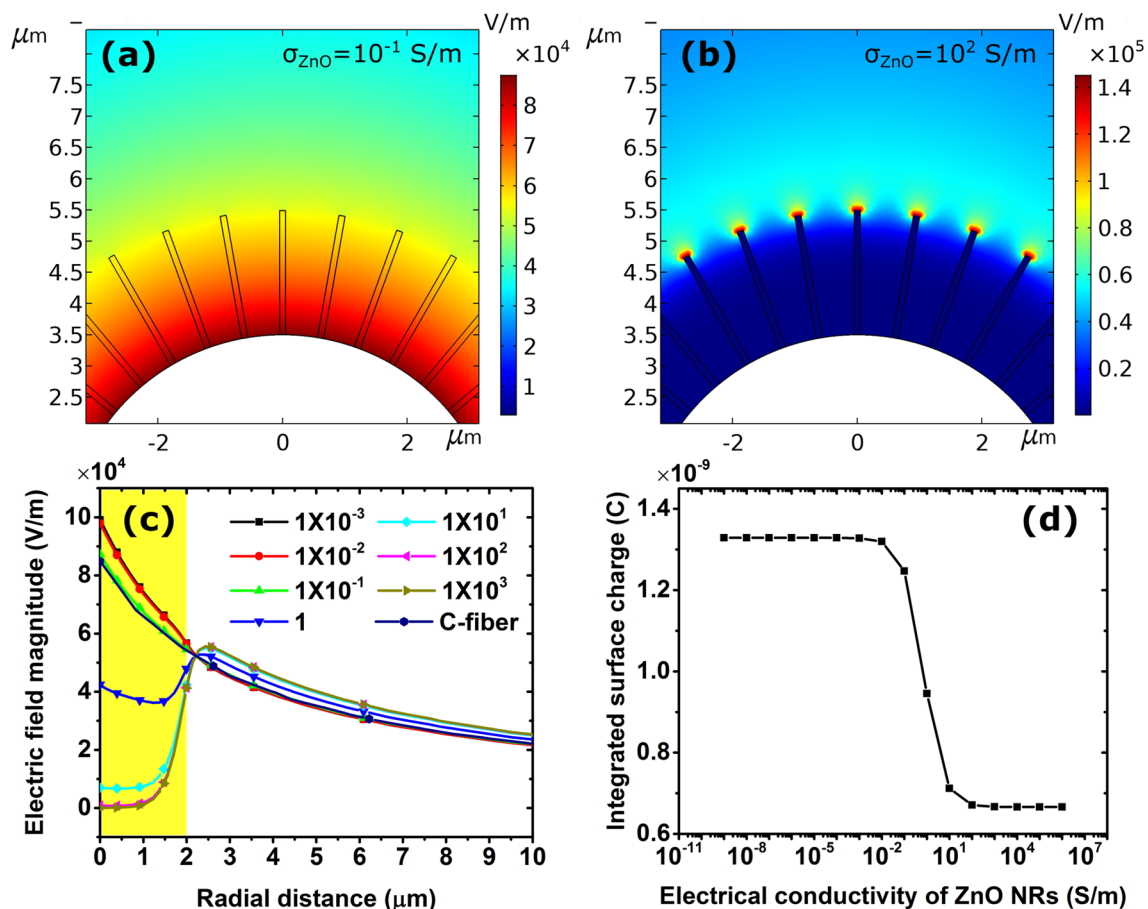 μm
(a)
σZnO=10⁻¹ S/m
V/m
×10⁴
8
7
6
5
4
3
2
1
8
7.5
7
6.5
6
5.5
5
4.5
4
3.5
3
2.5
-2
0
2
μm
μm
(b)
σZnO=10² S/m
V/m
×10⁵
1.4
1.2
1
0.8
0.6
0.4
0.2
8
7.5
7
6.5
6
5.5
5
4.5
4
3.5
3
2.5
-2
0
2
μm
×10⁴
(c)
1X10⁻³
1X10¹
1X10⁻²
1X10²
1X10⁻¹
1X10³
1
C-fiber
Electric field magnitude (V/m)
10
8
6
4
2
0
0 1 2 3 4 5 6 7 8 9 10
Radial distance (μm)
×10⁻⁹
(d)
Integrated surface charge (C)
1.4
1.2
1.0
0.8
0.6
10⁻¹¹ 10⁻⁸ 10⁻⁵ 10⁻² 10¹ 10⁴ 10⁷
Electrical conductivity of ZnO NRs (S/m)